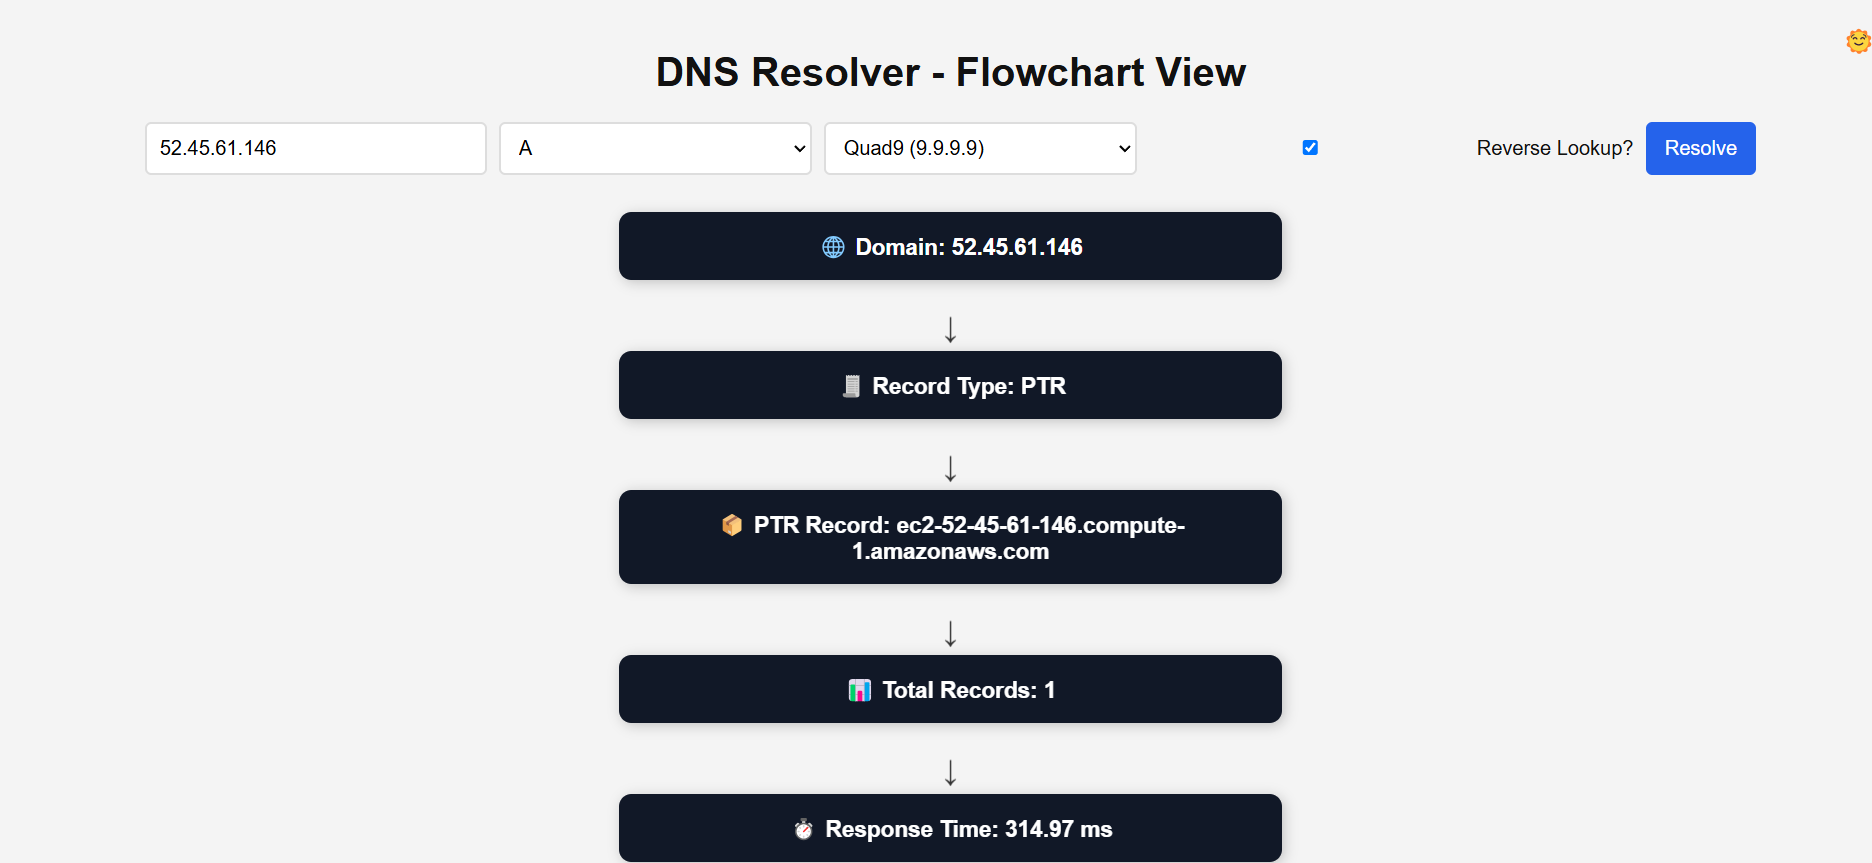 DNS Resolver - Flowchart View
52.45.61.146
A
Quad9 (9.9.9.9)
Reverse Lookup?
Resolve
Domain: 52.45.61.146
↓
Record Type: PTR
↓
PTR Record: ec2-52-45-61-146.compute-
1.amazonaws.com
↓
Total Records: 1
↓
Response Time: 314.97 ms